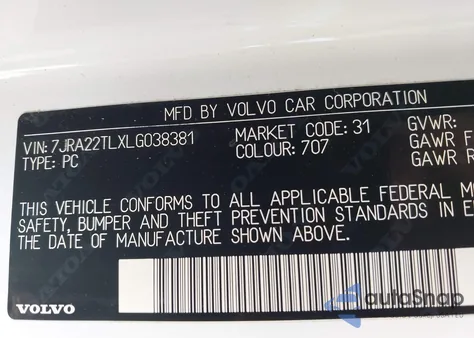 MFD BY VOLVO CAR CORPORATION
VIN: 7JRA22TLXLG038381 MARKET CODE: 31 GVWR:
TYPE: PC COLOUR: 707 GAWR F
GAWR R
THIS VEHICLE CONFORMS TO ALL APPLICABLE FEDERAL M
SAFETY, BUMPER AND THEFT PREVENTION STANDARDS IN E
THE DATE OF MANUFACTURE SHOWN ABOVE.
VOLVO
autoSnap